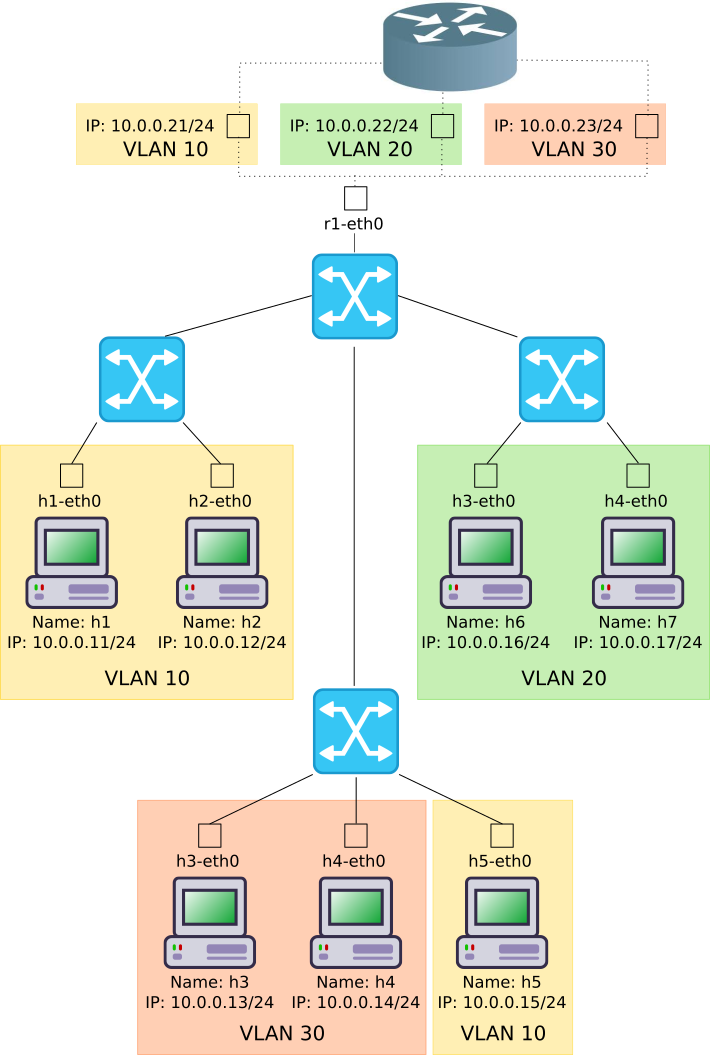 IP: 10.0.0.21/24
VLAN 10
IP: 10.0.0.22/24
VLAN 20
IP: 10.0.0.23/24
VLAN 30
r1-eth0
h1-eth0
Name: h1
IP: 10.0.0.11/24
h2-eth0
Name: h2
IP: 10.0.0.12/24
VLAN 10
h3-eth0
Name: h6
IP: 10.0.0.16/24
h4-eth0
Name: h7
IP: 10.0.0.17/24
VLAN 20
h3-eth0
Name: h3
IP: 10.0.0.13/24
h4-eth0
Name: h4
IP: 10.0.0.14/24
VLAN 30
h5-eth0
Name: h5
IP: 10.0.0.15/24
VLAN 10